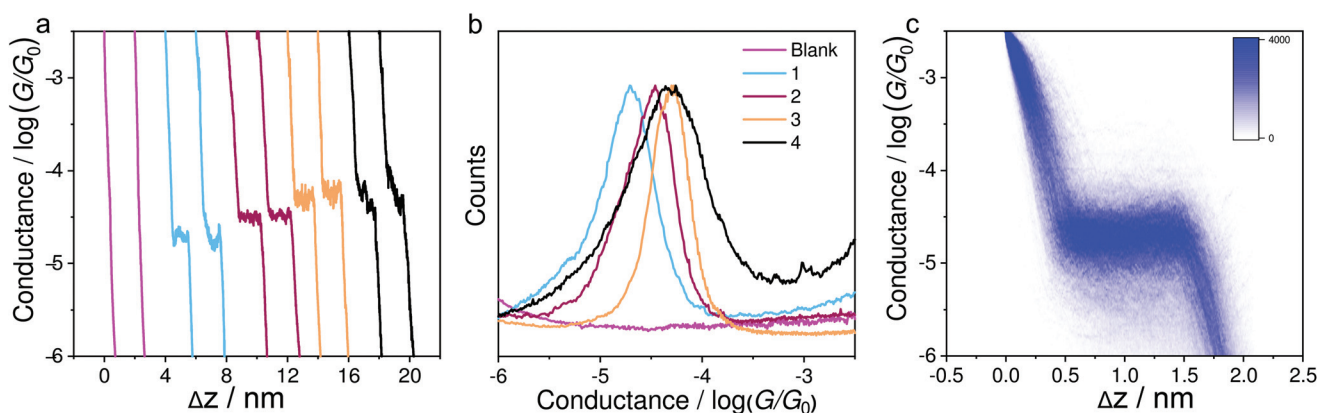 a
Conductance / log(G/G0)
-3
-4
-5
-6
0 4 8 12 16 20
Δz / nm
b
Counts
Blank
1
2
3
4
-6 -5 -4 -3
Conductance / log(G/G0)
c
Conductance / log(G/G0)
-3
-4
-5
-6
4000
0
-0.5 0.0 0.5 1.0 1.5 2.0 2.5
Δz / nm